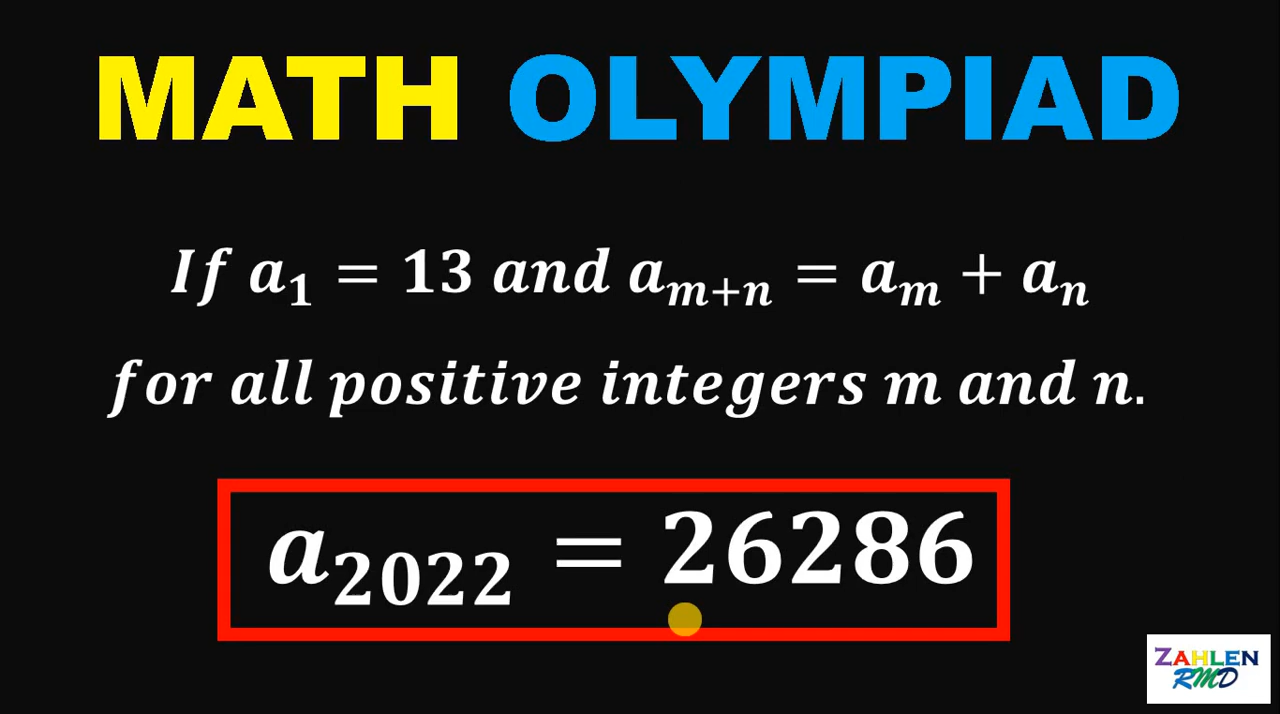 MATH OLYMPIAD
If a₁ = 13 and aₘ₊ₙ = aₘ + aₙ
for all positive integers m and n.
a₂₀₂₂ = 26286
ZAHLEN
RMD